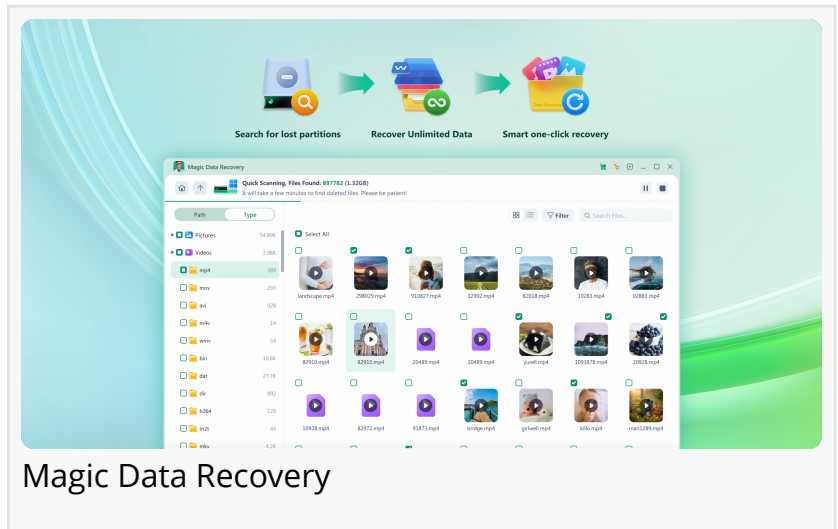 Search for lost partitions
Recover Unlimited Data
Smart one-click recovery
Magic Data Recovery
Quick Scanning, Files Found: 897782 (1.32GB)
It will take a few minutes to find daleted files. Please be patient!
Path
Type
Filter
Search Files...
Pictures 54.89K
Videos 3.98K
mp4 389
mov 293
avi 928
m4v 14
wmv 54
bin 10.8K
dat 27.7K
dir 892
h264 128
m2t 49
mkv 4.2K
Select All
landscape.mp4 298029.mp4 910827.mp4 12902.mp4 82018.mp4 10283.mp4 02883.mp4
82910.mp4 82910.mp4 20489.mp4 20489.mp4 yurell.mp4 1093878.mp4 20928.mp4
10928.mp4 82972.mp4 91873.mp4 bridge.mp4 girlwell.mp4 killo.mp4 man1289.mp4
Magic Data Recovery